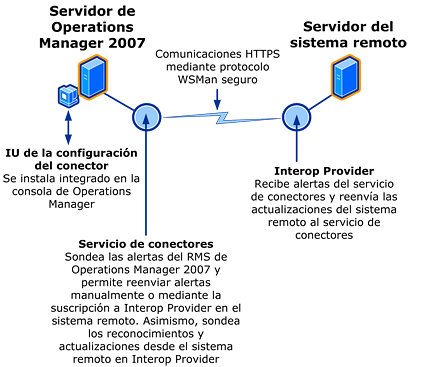 Servidor de
Operations
Manager 2007
Servidor del
sistema remoto
Comunicaciones HTTPS
mediante protocolo
WSMan seguro
IU de la configuración
del conector
Se instala integrado en la
consola de Operations
Manager
Interop Provider
Recibe alertas del servicio
de conectores y reenvía las
actualizaciones del sistema
remoto al servicio de
conectores
Servicio de conectores
Sondea las alertas del RMS de
Operations Manager 2007 y
permite reenviar alertas
manualmente o mediante la
suscripción a Interop Provider en el
sistema remoto. Asimismo, sondea
los reconocimientos y
actualizaciones desde el sistema
remoto en Interop Provider